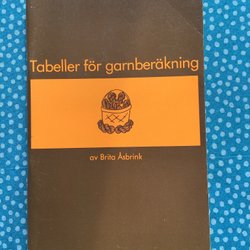 Tabeller för garnberäkning
av Brita Åsbrink